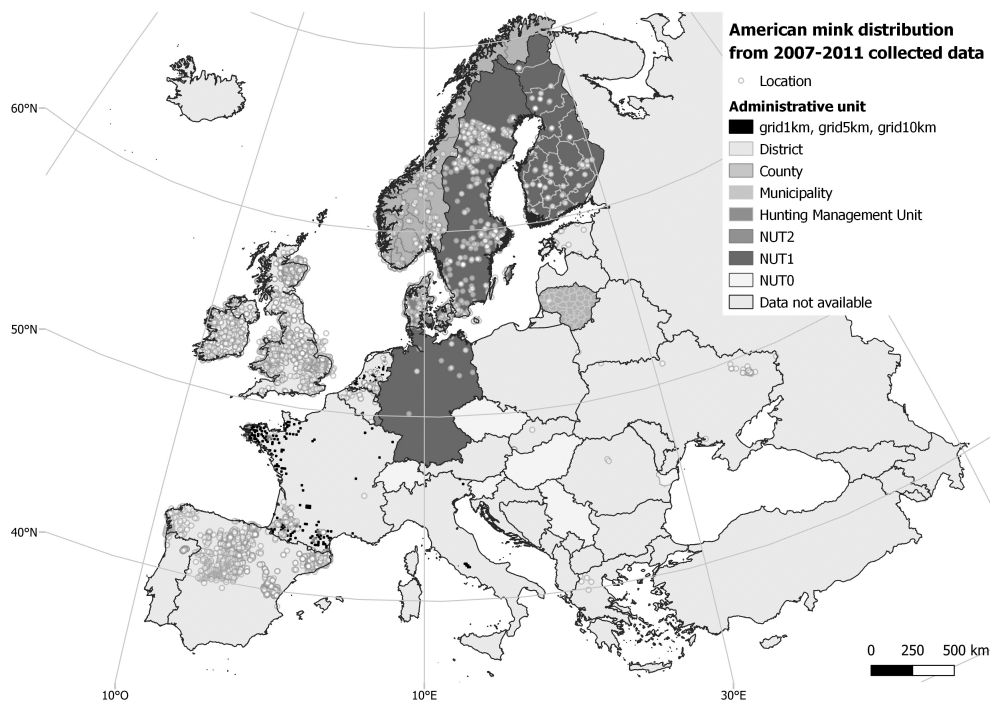 American mink distribution
from 2007-2011 collected data
Location
Administrative unit
grid1km, grid5km, grid10km
District
County
Municipality
Hunting Management Unit
NUT2
NUT1
NUT0
Data not available
60°N
50°N
40°N
0 250 500 km
10°O 10°E 30°E